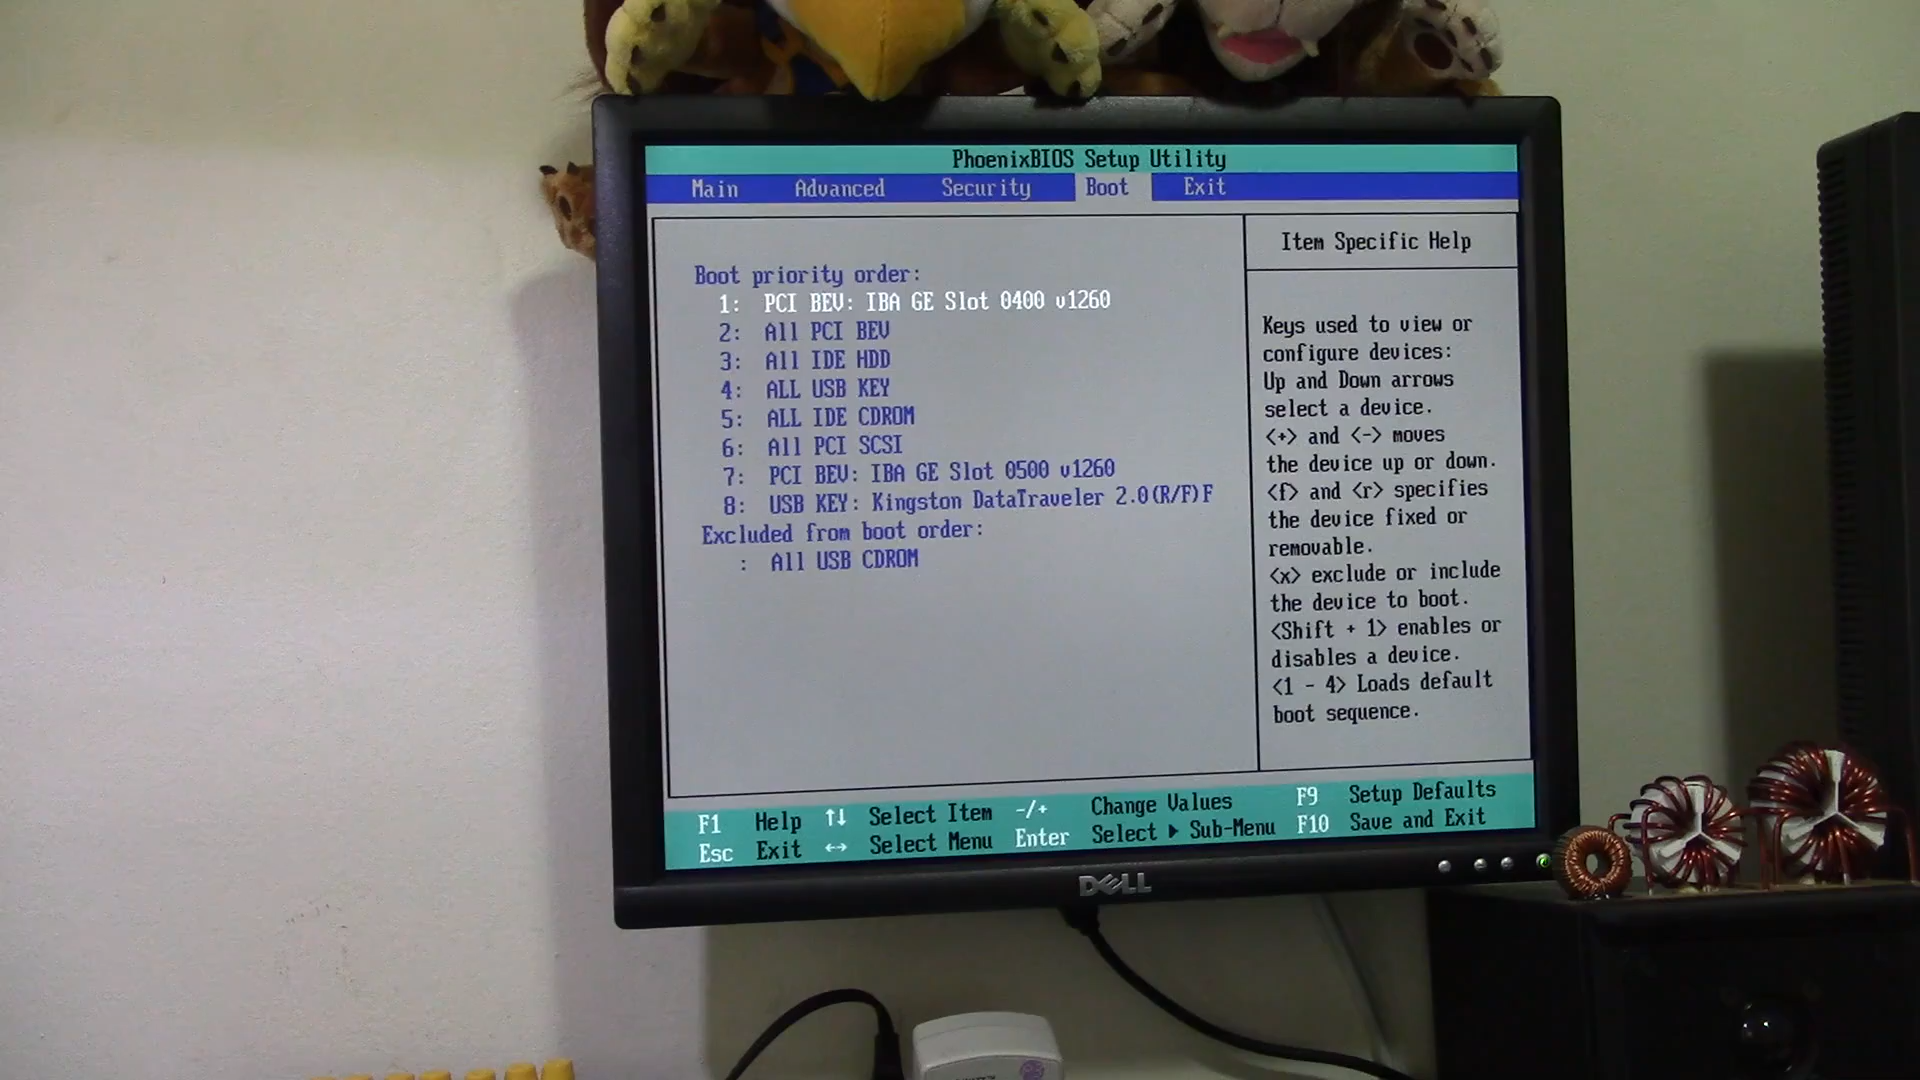 PhoenixBIOS Setup Utility
Main Advanced Security Boot Exit
Boot priority order:
1: PCI BEV: IBA GE Slot 0400 v1260
2: All PCI BEV
3: All IDE HDD
4: ALL USB KEY
5: ALL IDE CDROM
6: All PCI SCSI
7: PCI BEV: IBA GE Slot 0500 v1260
8: USB KEY: Kingston DataTraveler 2.0(R/F)F
Excluded from boot order:
: All USB CDROM
Item Specific Help
Keys used to view or
configure devices:
Up and Down arrows
select a device.
<+> and <-> moves
the device up or down.
<f> and <r> specifies
the device fixed or
removable.
<x> exclude or include
the device to boot.
<Shift + 1> enables or
disables a device.
<1 - 4> Loads default
boot sequence.
F1 Help ↑↓ Select Item -/+ Change Values F9 Setup Defaults
Esc Exit ↔ Select Menu Enter Select ▶ Sub-Menu F10 Save and Exit
DELL